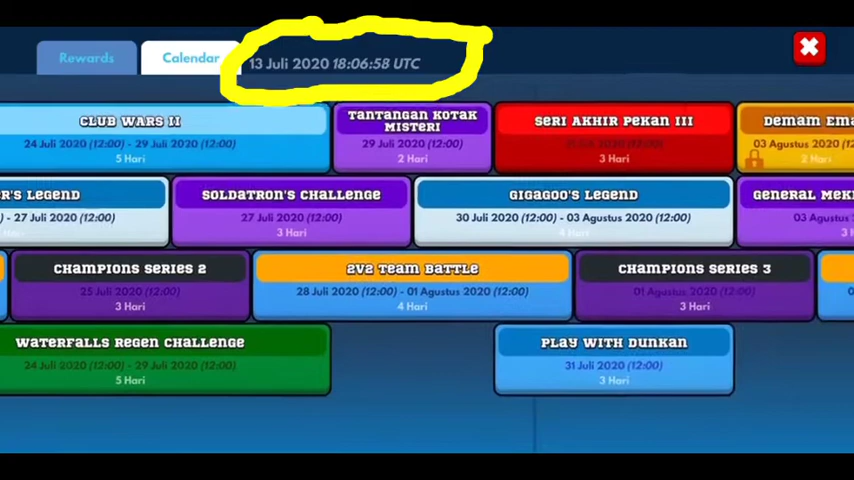 Rewards
Calendar
13 Juli 2020 18:06:58 UTC
CLUB WARS II
24 Juli 2020 (12:00) - 29 Juli 2020 (12:00)
5 Hari
TANTANGAN KOTAK
MISTERI
29 Juli 2020 (12:00)
2 Hari
SERI AKHIR PEKAN III
2020 (12:00)
3 Hari
DEMAM EMA
03 Agustus 2020 (12
2 Hari
R'S LEGEND
) - 27 Juli 2020 (12:00)
SOLDATRON'S CHALLENGE
27 Juli 2020 (12:00)
3 Hari
GIGAGOO'S LEGEND
30 Juli 2020 (12:00) - 03 Agustus 2020 (12:00)
4 Hari
GENERAL MEK
03 Agustus
3 H
CHAMPIONS SERIES 2
25 Juli 2020 (12:00)
3 Hari
2V2 TEAM BATTLE
28 Juli 2020 (12:00) - 01 Agustus 2020 (12:00)
4 Hari
CHAMPIONS SERIES 3
01 Agustus 2020 (12:00)
3 Hari
WATERFALLS REGEN CHALLENGE
24 Juli 2020 (12:00) - 29 Juli 2020 (12:00)
5 Hari
PLAY WITH DUNKAN
31 Juli 2020 (12:00)
3 Hari